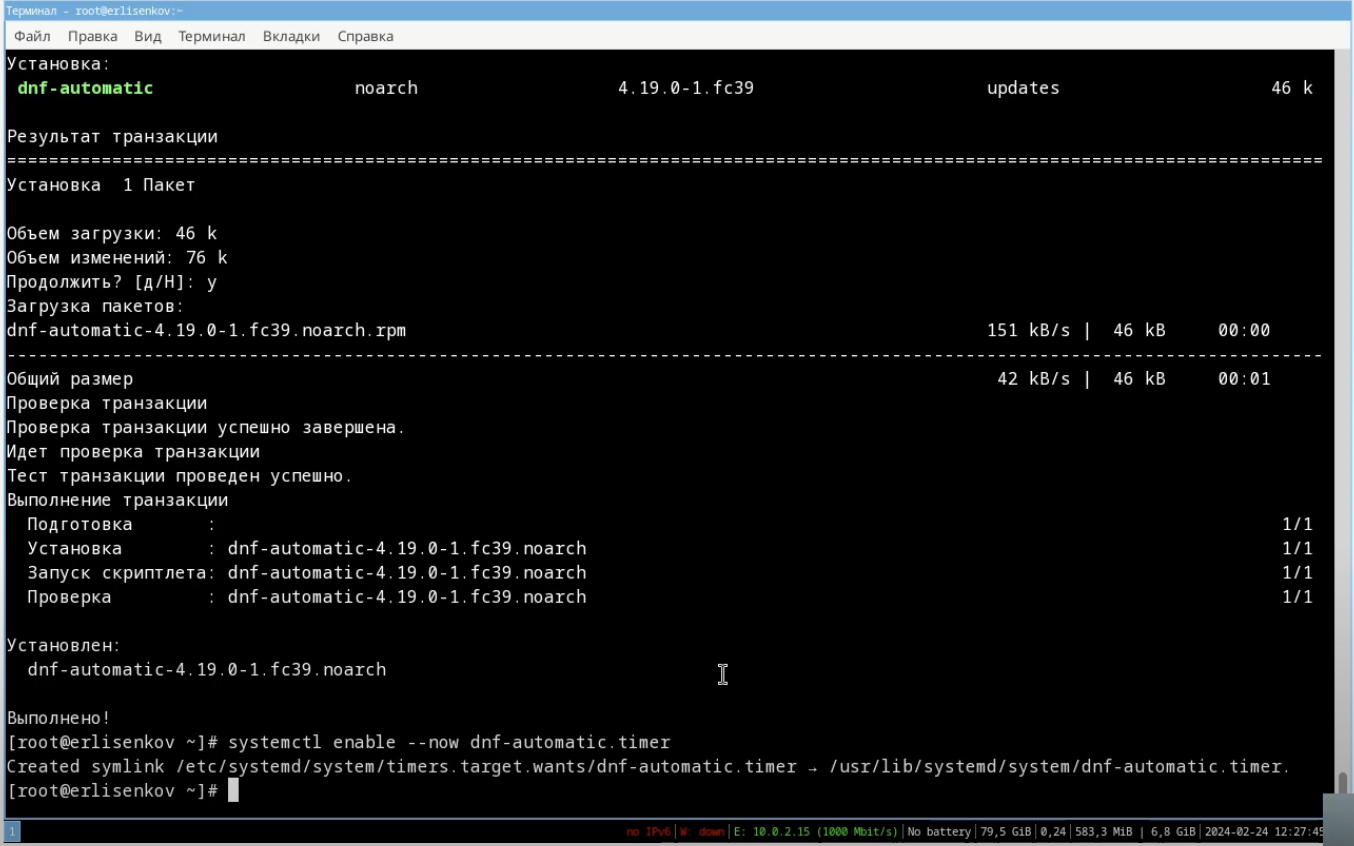 Терминал - root@erlisenkov:~
Файл Правка Вид Терминал Вкладки Справка
Установка:
dnf-automatic noarch 4.19.0-1.fc39 updates 46 k
Результат транзакции
================================================================================
Установка 1 Пакет
Объем загрузки: 46 k
Объем изменений: 76 k
Продолжить? [д/Н]: y
Загрузка пакетов:
dnf-automatic-4.19.0-1.fc39.noarch.rpm 151 kB/s | 46 kB 00:00
--------------------------------------------------------------------------------
Общий размер 42 kB/s | 46 kB 00:01
Проверка транзакции
Проверка транзакции успешно завершена.
Идет проверка транзакции
Тест транзакции проведен успешно.
Выполнение транзакции
Подготовка : 1/1
Установка : dnf-automatic-4.19.0-1.fc39.noarch 1/1
Запуск скриптлета: dnf-automatic-4.19.0-1.fc39.noarch 1/1
Проверка : dnf-automatic-4.19.0-1.fc39.noarch 1/1
Установлен:
dnf-automatic-4.19.0-1.fc39.noarch
Выполнено!
[root@erlisenkov ~]# systemctl enable --now dnf-automatic.timer
Created symlink /etc/systemd/system/timers.target.wants/dnf-automatic.timer → /usr/lib/systemd/system/dnf-automatic.timer.
[root@erlisenkov ~]#
1 no IPv6|W: down|E: 10.0.2.15 (1000 Mbit/s)|No battery|79,5 GiB|0,24|583,3 MiB | 6,8 GiB|2024-02-24 12:27:45